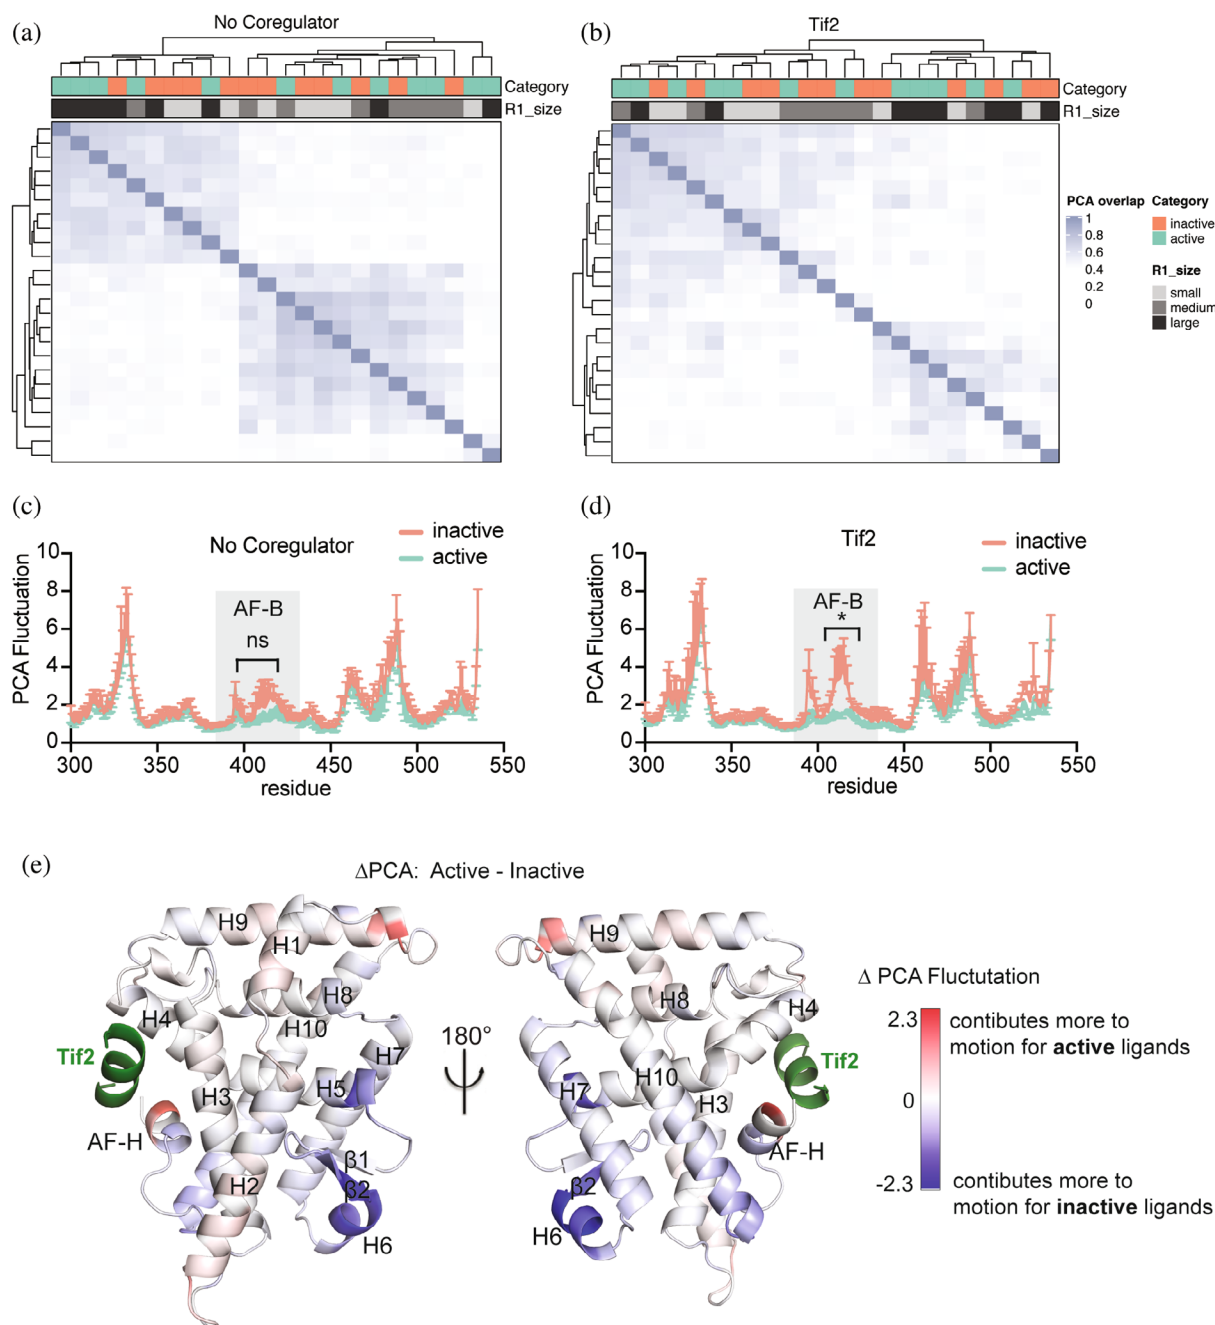 (a)
No Coregulator
Category
R1_size
(b)
Tif2
Category
R1_size
PCA overlap
1
0.8
0.6
0.4
0.2
0
Category
inactive
active
R1_size
small
medium
large
(c)
No Coregulator
inactive
active
PCA Fluctuation
10
8
6
4
2
0
AF-B
ns
300
350
400
450
500
550
residue
(d)
Tif2
inactive
active
PCA Fluctuation
10
8
6
4
2
0
AF-B
*
300
350
400
450
500
550
residue
(e)
ΔPCA: Active - Inactive
H9
H1
H8
H4
H10
Tif2
H7
H5
H3
AF-H
β1
H2
β2
H6
180°
H9
H8
H4
Tif2
H10
H7
H3
AF-H
β2
H6
Δ PCA Fluctutation
2.3
contibutes more to
motion for active ligands
0
-2.3
contibutes more to
motion for inactive ligands